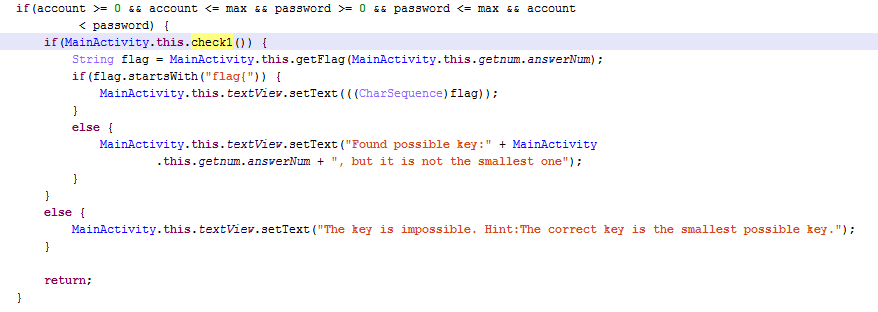 if(account >= 0 && account <= max && password >= 0 && password <= max && account
< password) {
if(MainActivity.this.check1()) {
String flag = MainActivity.this.getFlag(MainActivity.this.getnum.answerNum);
if(flag.startsWith("flag{")) {
MainActivity.this.textView.setText(((CharSequence)flag));
}
else {
MainActivity.this.textView.setText("Found possible key:" + MainActivity
.this.getnum.answerNum + ", but it is not the smallest one");
}
}
else {
MainActivity.this.textView.setText("The key is impossible. Hint:The correct key is the smallest possible key.");
}
return;
}